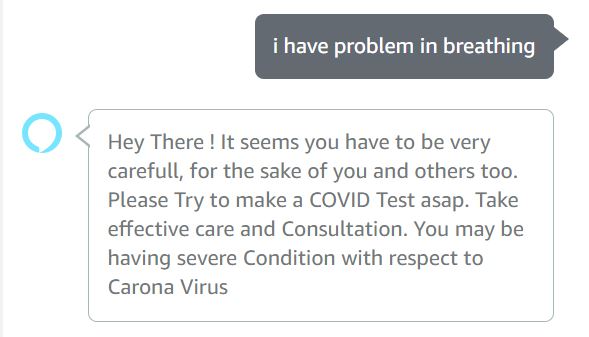 i have problem in breathing
Hey There ! It seems you have to be very
carefull, for the sake of you and others too.
Please Try to make a COVID Test asap. Take
effective care and Consultation. You may be
having severe Condition with respect to
Carona Virus